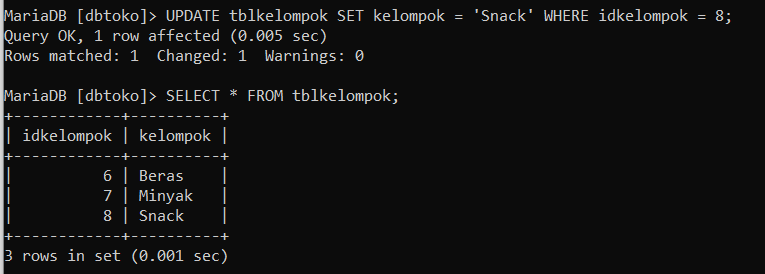 MariaDB [dbtoko]> UPDATE tblkelompok SET kelompok = 'Snack' WHERE idkelompok = 8;
Query OK, 1 row affected (0.005 sec)
Rows matched: 1  Changed: 1  Warnings: 0

MariaDB [dbtoko]> SELECT * FROM tblkelompok;
+------------+----------+
| idkelompok | kelompok |
+------------+----------+
|          6 | Beras    |
|          7 | Minyak   |
|          8 | Snack    |
+------------+----------+
3 rows in set (0.001 sec)